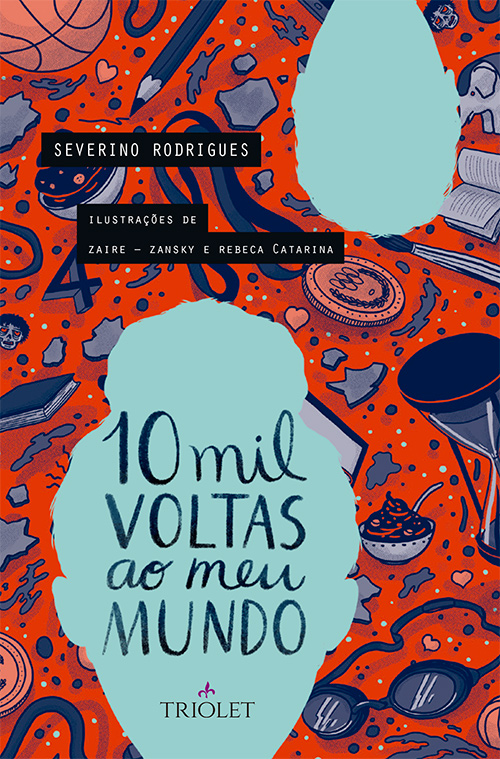 SEVERINO RODRIGUES
ILUSTRAÇÕES DE
ZAIRE – ZANSKY E REBECA CATARINA
10 mil
VOLTAS
ao meu
MUNDO
TRIOLET